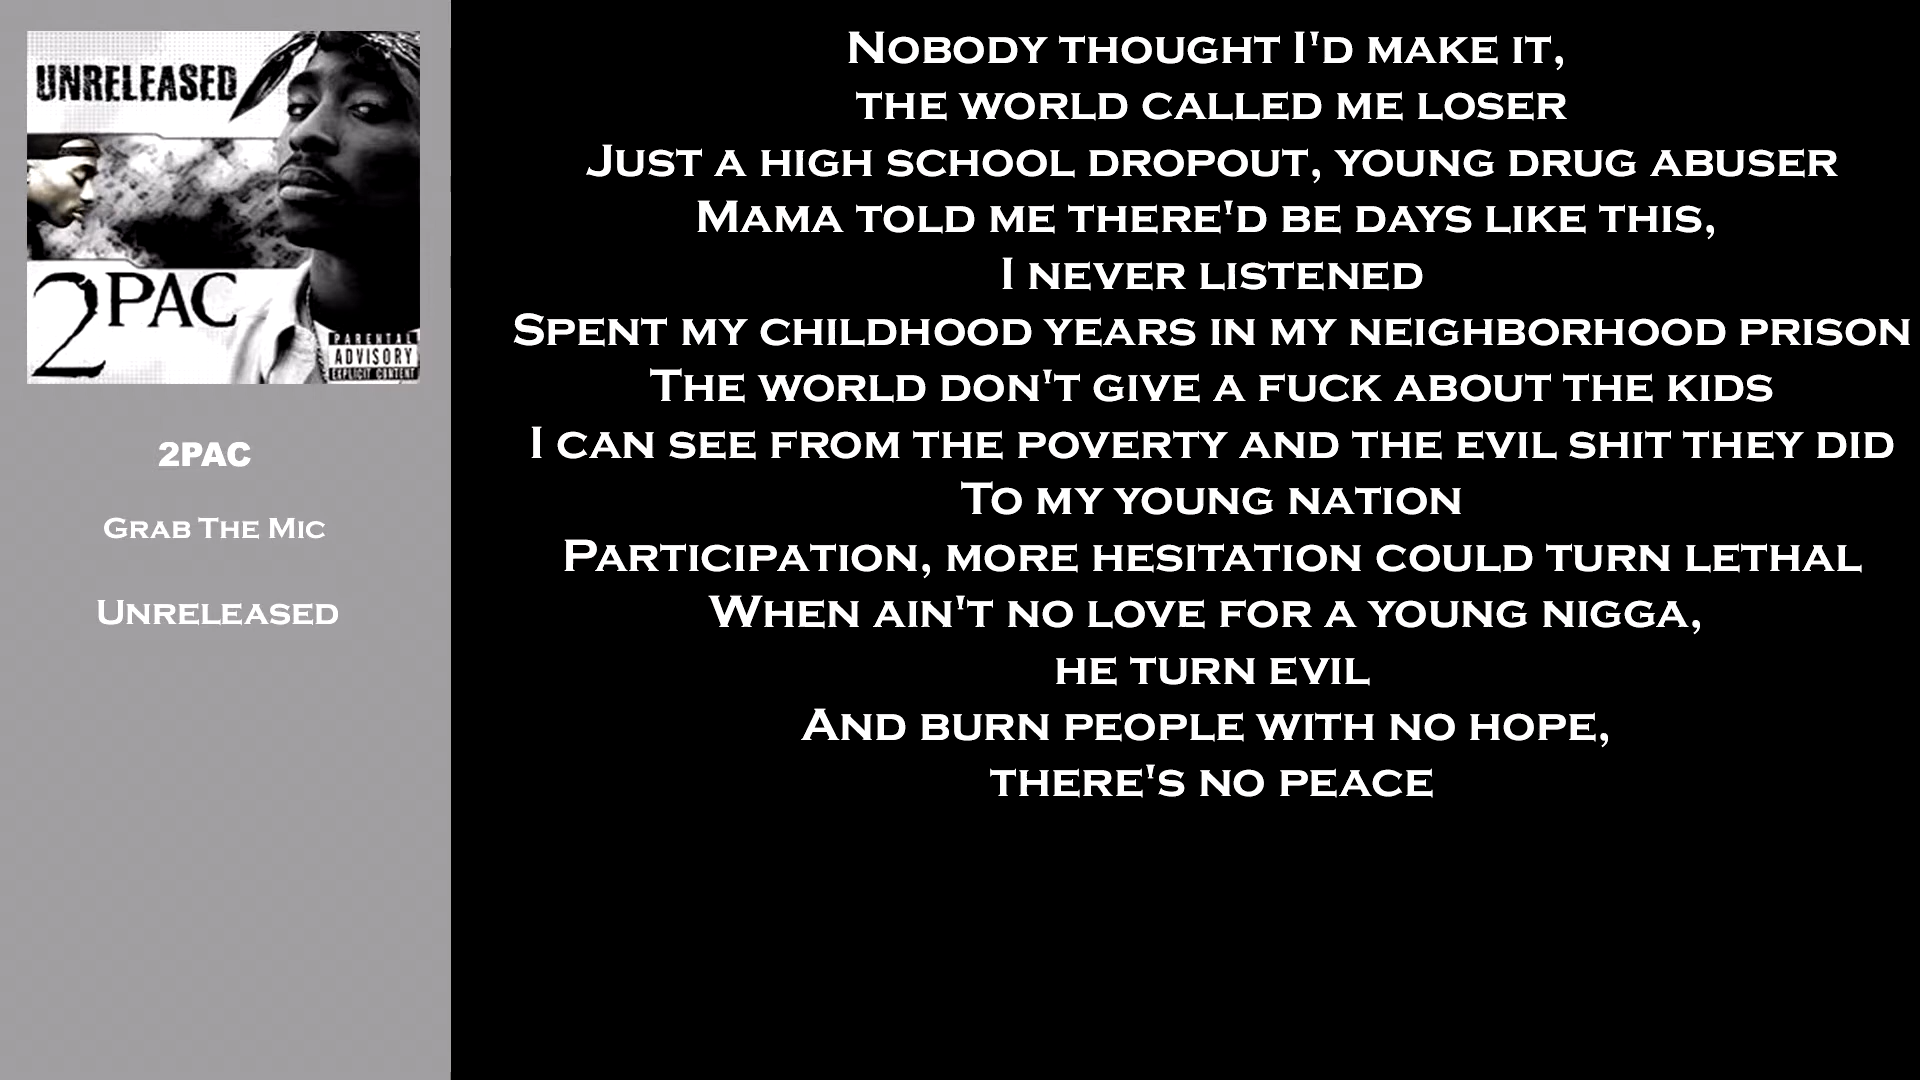 UNRELEASED
2PAC
PARENTAL
ADVISORY
EXPLICIT CONTENT
2PAC
Grab The Mic
Unreleased
Nobody thought I'd make it,
the world called me loser
Just a high school dropout, young drug abuser
Mama told me there'd be days like this,
I never listened
Spent my childhood years in my neighborhood prison
The world don't give a fuck about the kids
I can see from the poverty and the evil shit they did
To my young nation
Participation, more hesitation could turn lethal
When ain't no love for a young nigga,
he turn evil
And burn people with no hope,
there's no peace